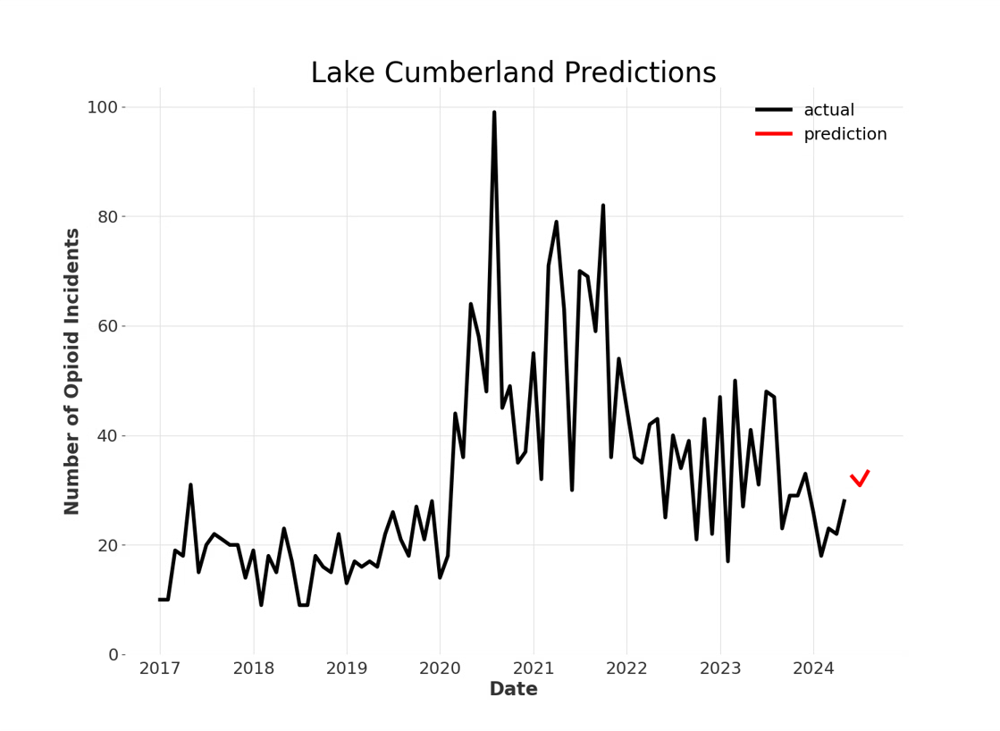 Lake Cumberland Predictions
actual
prediction
Number of Opioid Incidents
100
80
60
40
20
0
2017 2018 2019 2020 2021 2022 2023 2024
Date